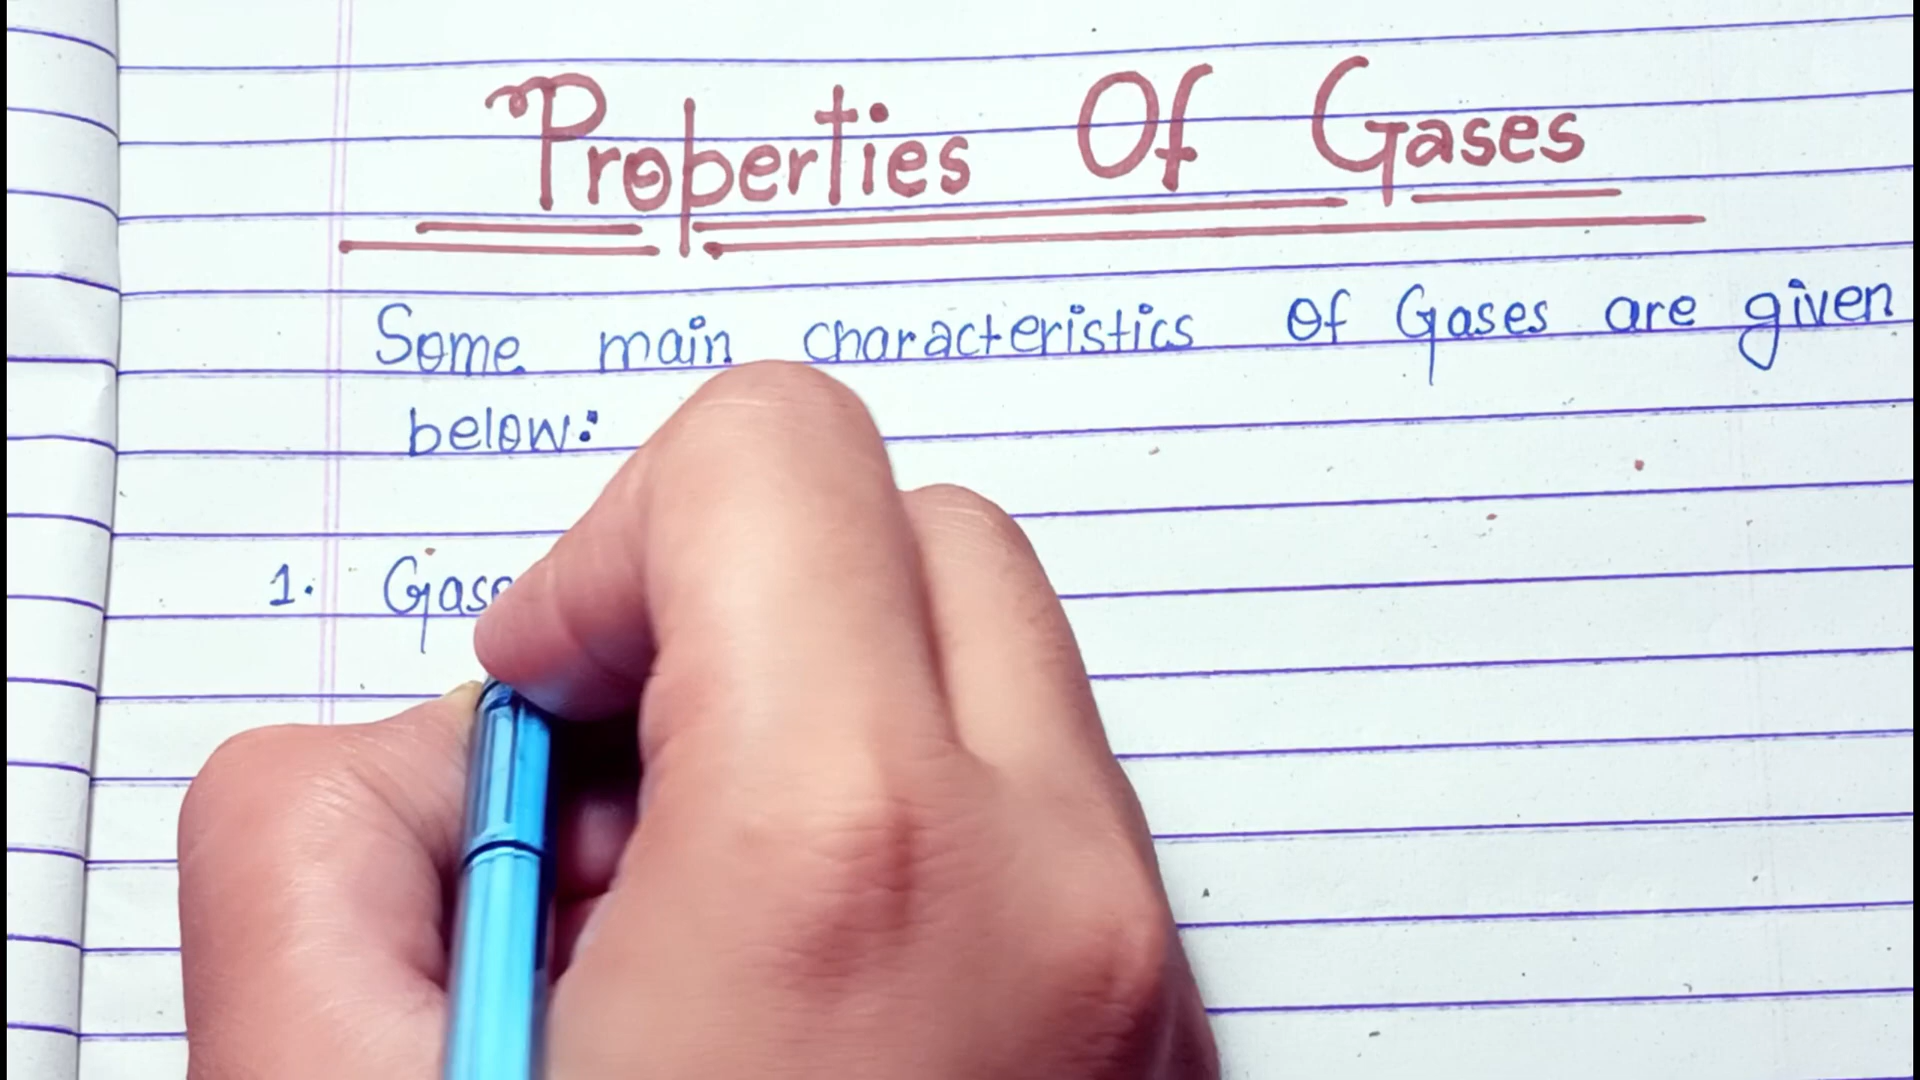 Properties Of Gases
Some main characteristics Of Gases are given
below:
1.